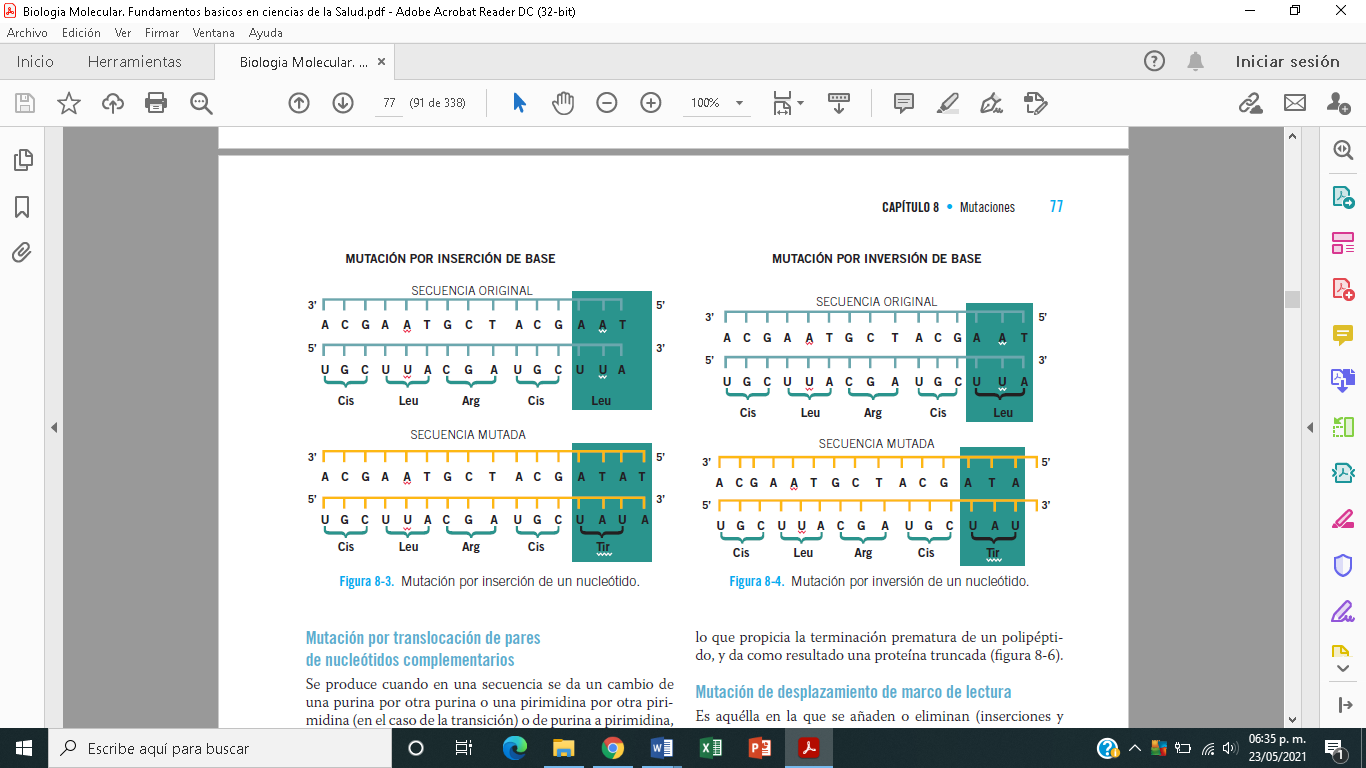 Biologia Molecular. Fundamentos basicos en ciencias de la Salud.pdf - Adobe Acrobat Reader DC (32-bit)
Archivo Edición Ver Firmar Ventana Ayuda
Inicio Herramientas Biologia Molecular. ... × Iniciar sesión
77 (91 de 338) 100%
CAPÍTULO 8 • Mutaciones 77
MUTACIÓN POR INSERCIÓN DE BASE
SECUENCIA ORIGINAL
3’ 5’
A C G A A T G C T A C G A A T
5’ 3’
U G C U U A C G A U G C U U A
Cis Leu Arg Cis Leu
SECUENCIA MUTADA
3’ 5’
A C G A A T G C T A C G A T A T
5’ 3’
U G C U U A C G A U G C U A U A
Cis Leu Arg Cis Tir
Figura 8-3. Mutación por inserción de un nucleótido.
MUTACIÓN POR INVERSIÓN DE BASE
SECUENCIA ORIGINAL
3’ 5’
A C G A A T G C T A C G A A T
5’ 3’
U G C U U A C G A U G C U U A
Cis Leu Arg Cis Leu
SECUENCIA MUTADA
3’ 5’
A C G A A T G C T A C G A T A
5’ 3’
U G C U U A C G A U G C U A U
Cis Leu Arg Cis Tir
Figura 8-4. Mutación por inversión de un nucleótido.
Mutación por translocación de pares
de nucleótidos complementarios
Se produce cuando en una secuencia se da un cambio de
una purina por otra purina o una pirimidina por otra piri-
midina (en el caso de la transición) o de purina a pirimidina,
lo que propicia la terminación prematura de un polipépti-
do, y da como resultado una proteína truncada (figura 8-6).
Mutación de desplazamiento de marco de lectura
Es aquélla en la que se añaden o eliminan (inserciones y
Escribe aquí para buscar
06:35 p. m.
23/05/2021
1